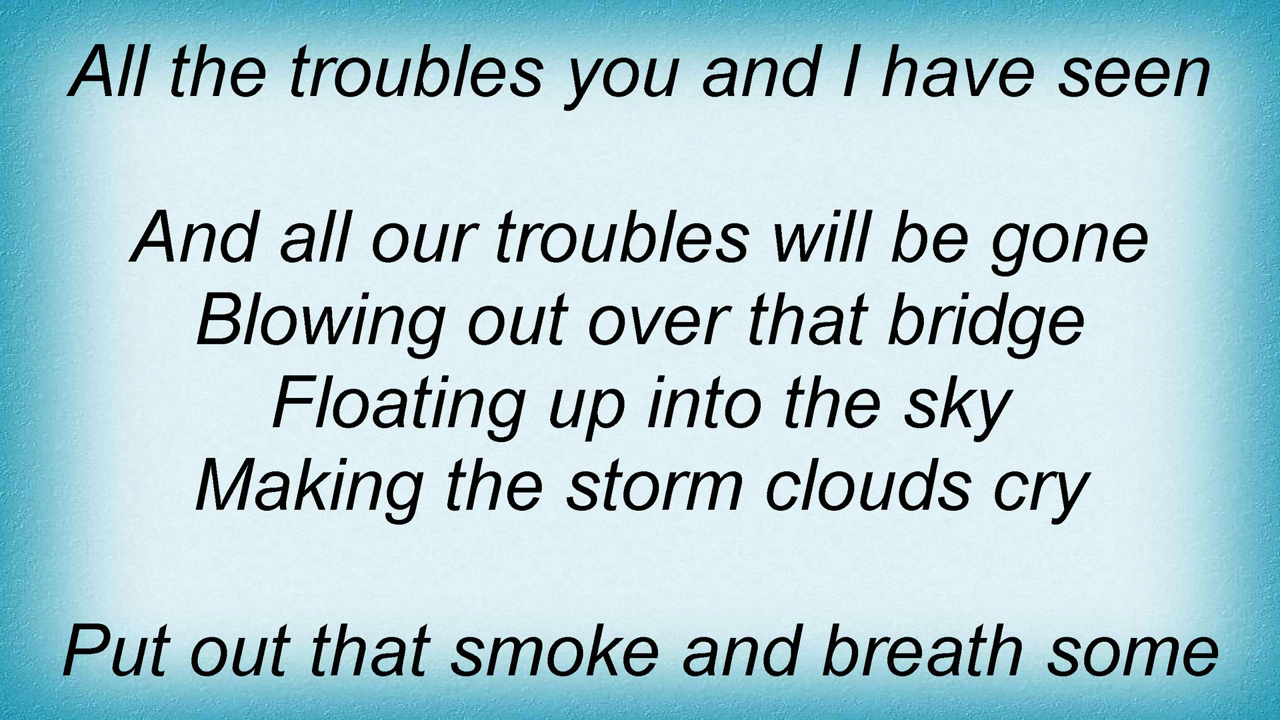 All the troubles you and I have seen
And all our troubles will be gone
Blowing out over that bridge
Floating up into the sky
Making the storm clouds cry
Put out that smoke and breath some